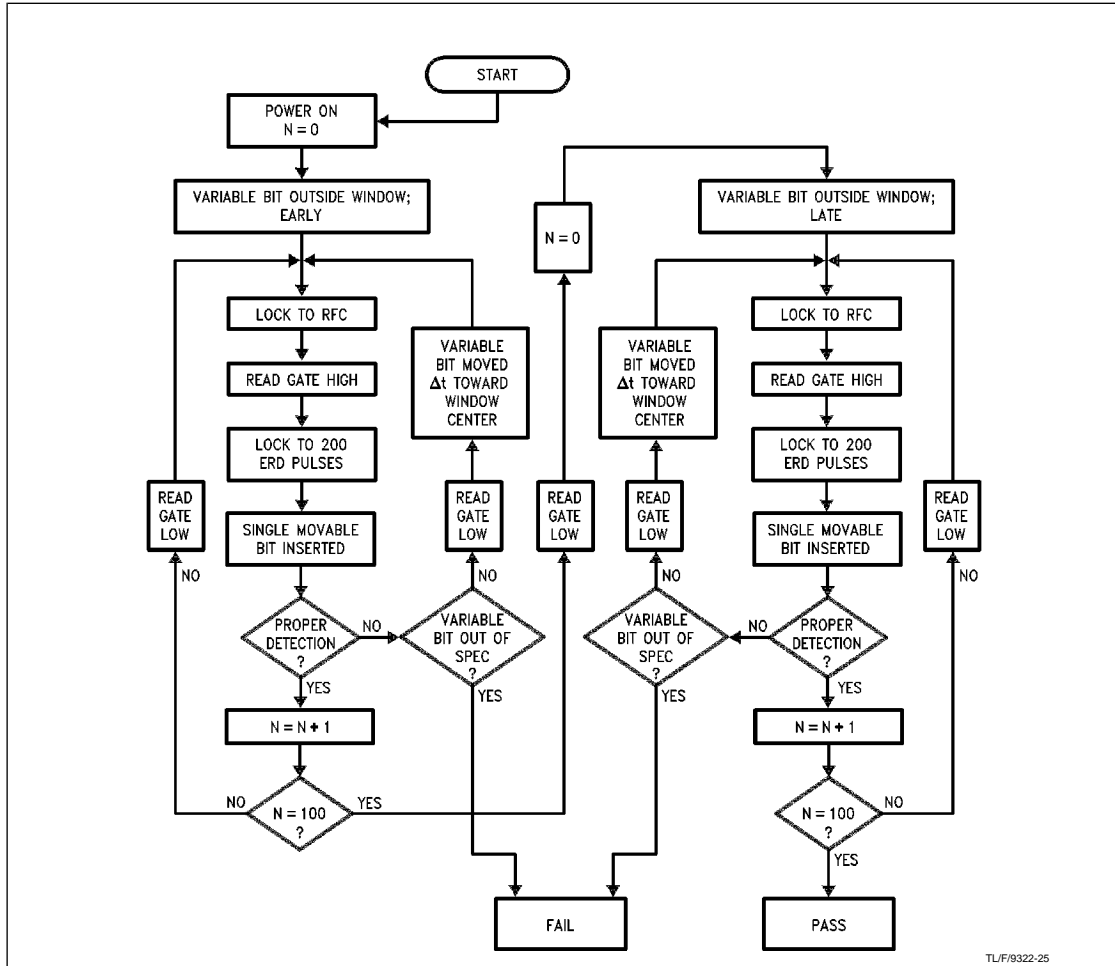 START
POWER ON
N = 0
VARIABLE BIT OUTSIDE WINDOW;
EARLY
LOCK TO RFC
READ GATE HIGH
LOCK TO 200
ERD PULSES
SINGLE MOVABLE
BIT INSERTED
PROPER
DETECTION
?
NO
YES
N = N + 1
N = 100
?
NO
YES
READ
GATE
LOW
NO
VARIABLE
BIT MOVED
Δt TOWARD
WINDOW
CENTER
READ
GATE
LOW
NO
VARIABLE
BIT OUT OF
SPEC
?
YES
READ
GATE
LOW
N = 0
VARIABLE BIT OUTSIDE WINDOW;
LATE
LOCK TO RFC
READ GATE HIGH
LOCK TO 200
ERD PULSES
SINGLE MOVABLE
BIT INSERTED
PROPER
DETECTION
?
NO
YES
N = N + 1
N = 100
?
NO
YES
READ
GATE
LOW
NO
VARIABLE
BIT MOVED
Δt TOWARD
WINDOW
CENTER
READ
GATE
LOW
NO
VARIABLE
BIT OUT OF
SPEC
?
YES
FAIL
PASS
TL/F/9322-25